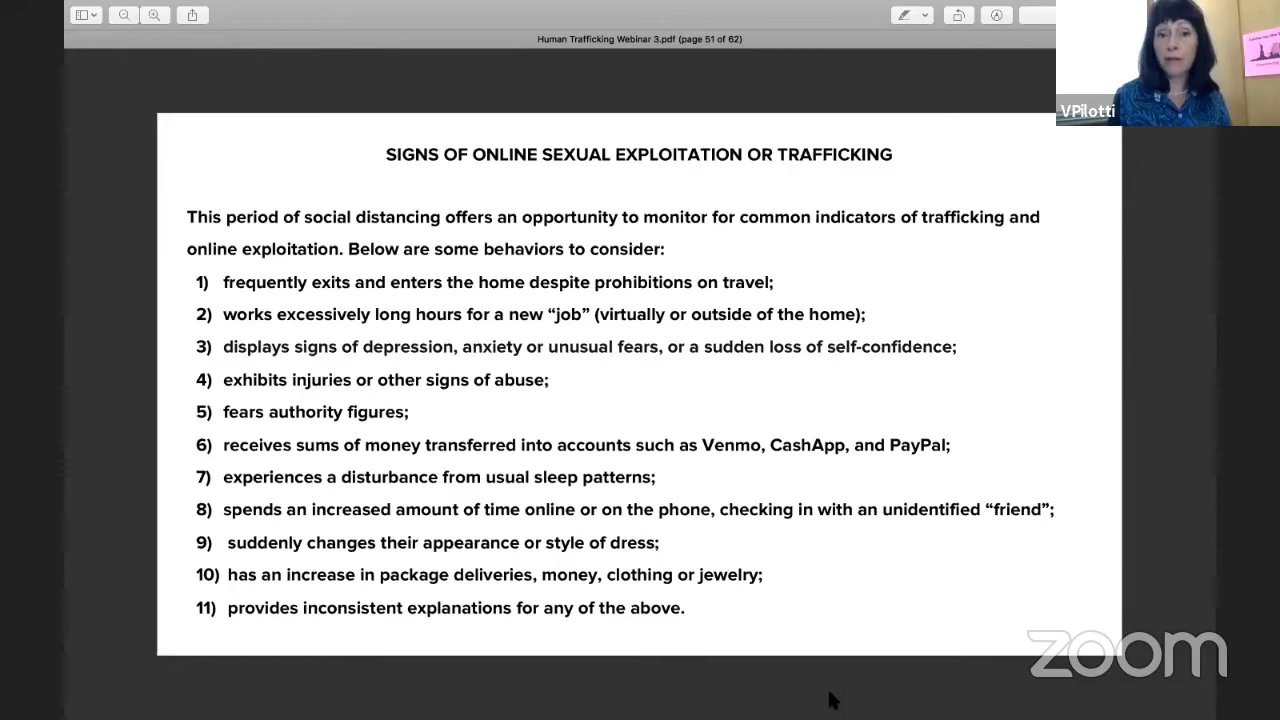 Human Trafficking Webinar 3.pdf (page 51 of 62)
VPilotti
SIGNS OF ONLINE SEXUAL EXPLOITATION OR TRAFFICKING
This period of social distancing offers an opportunity to monitor for common indicators of trafficking and
online exploitation. Below are some behaviors to consider:
1) frequently exits and enters the home despite prohibitions on travel;
2) works excessively long hours for a new “job” (virtually or outside of the home);
3) displays signs of depression, anxiety or unusual fears, or a sudden loss of self-confidence;
4) exhibits injuries or other signs of abuse;
5) fears authority figures;
6) receives sums of money transferred into accounts such as Venmo, CashApp, and PayPal;
7) experiences a disturbance from usual sleep patterns;
8) spends an increased amount of time online or on the phone, checking in with an unidentified “friend”;
9) suddenly changes their appearance or style of dress;
10) has an increase in package deliveries, money, clothing or jewelry;
11) provides inconsistent explanations for any of the above.
zoom